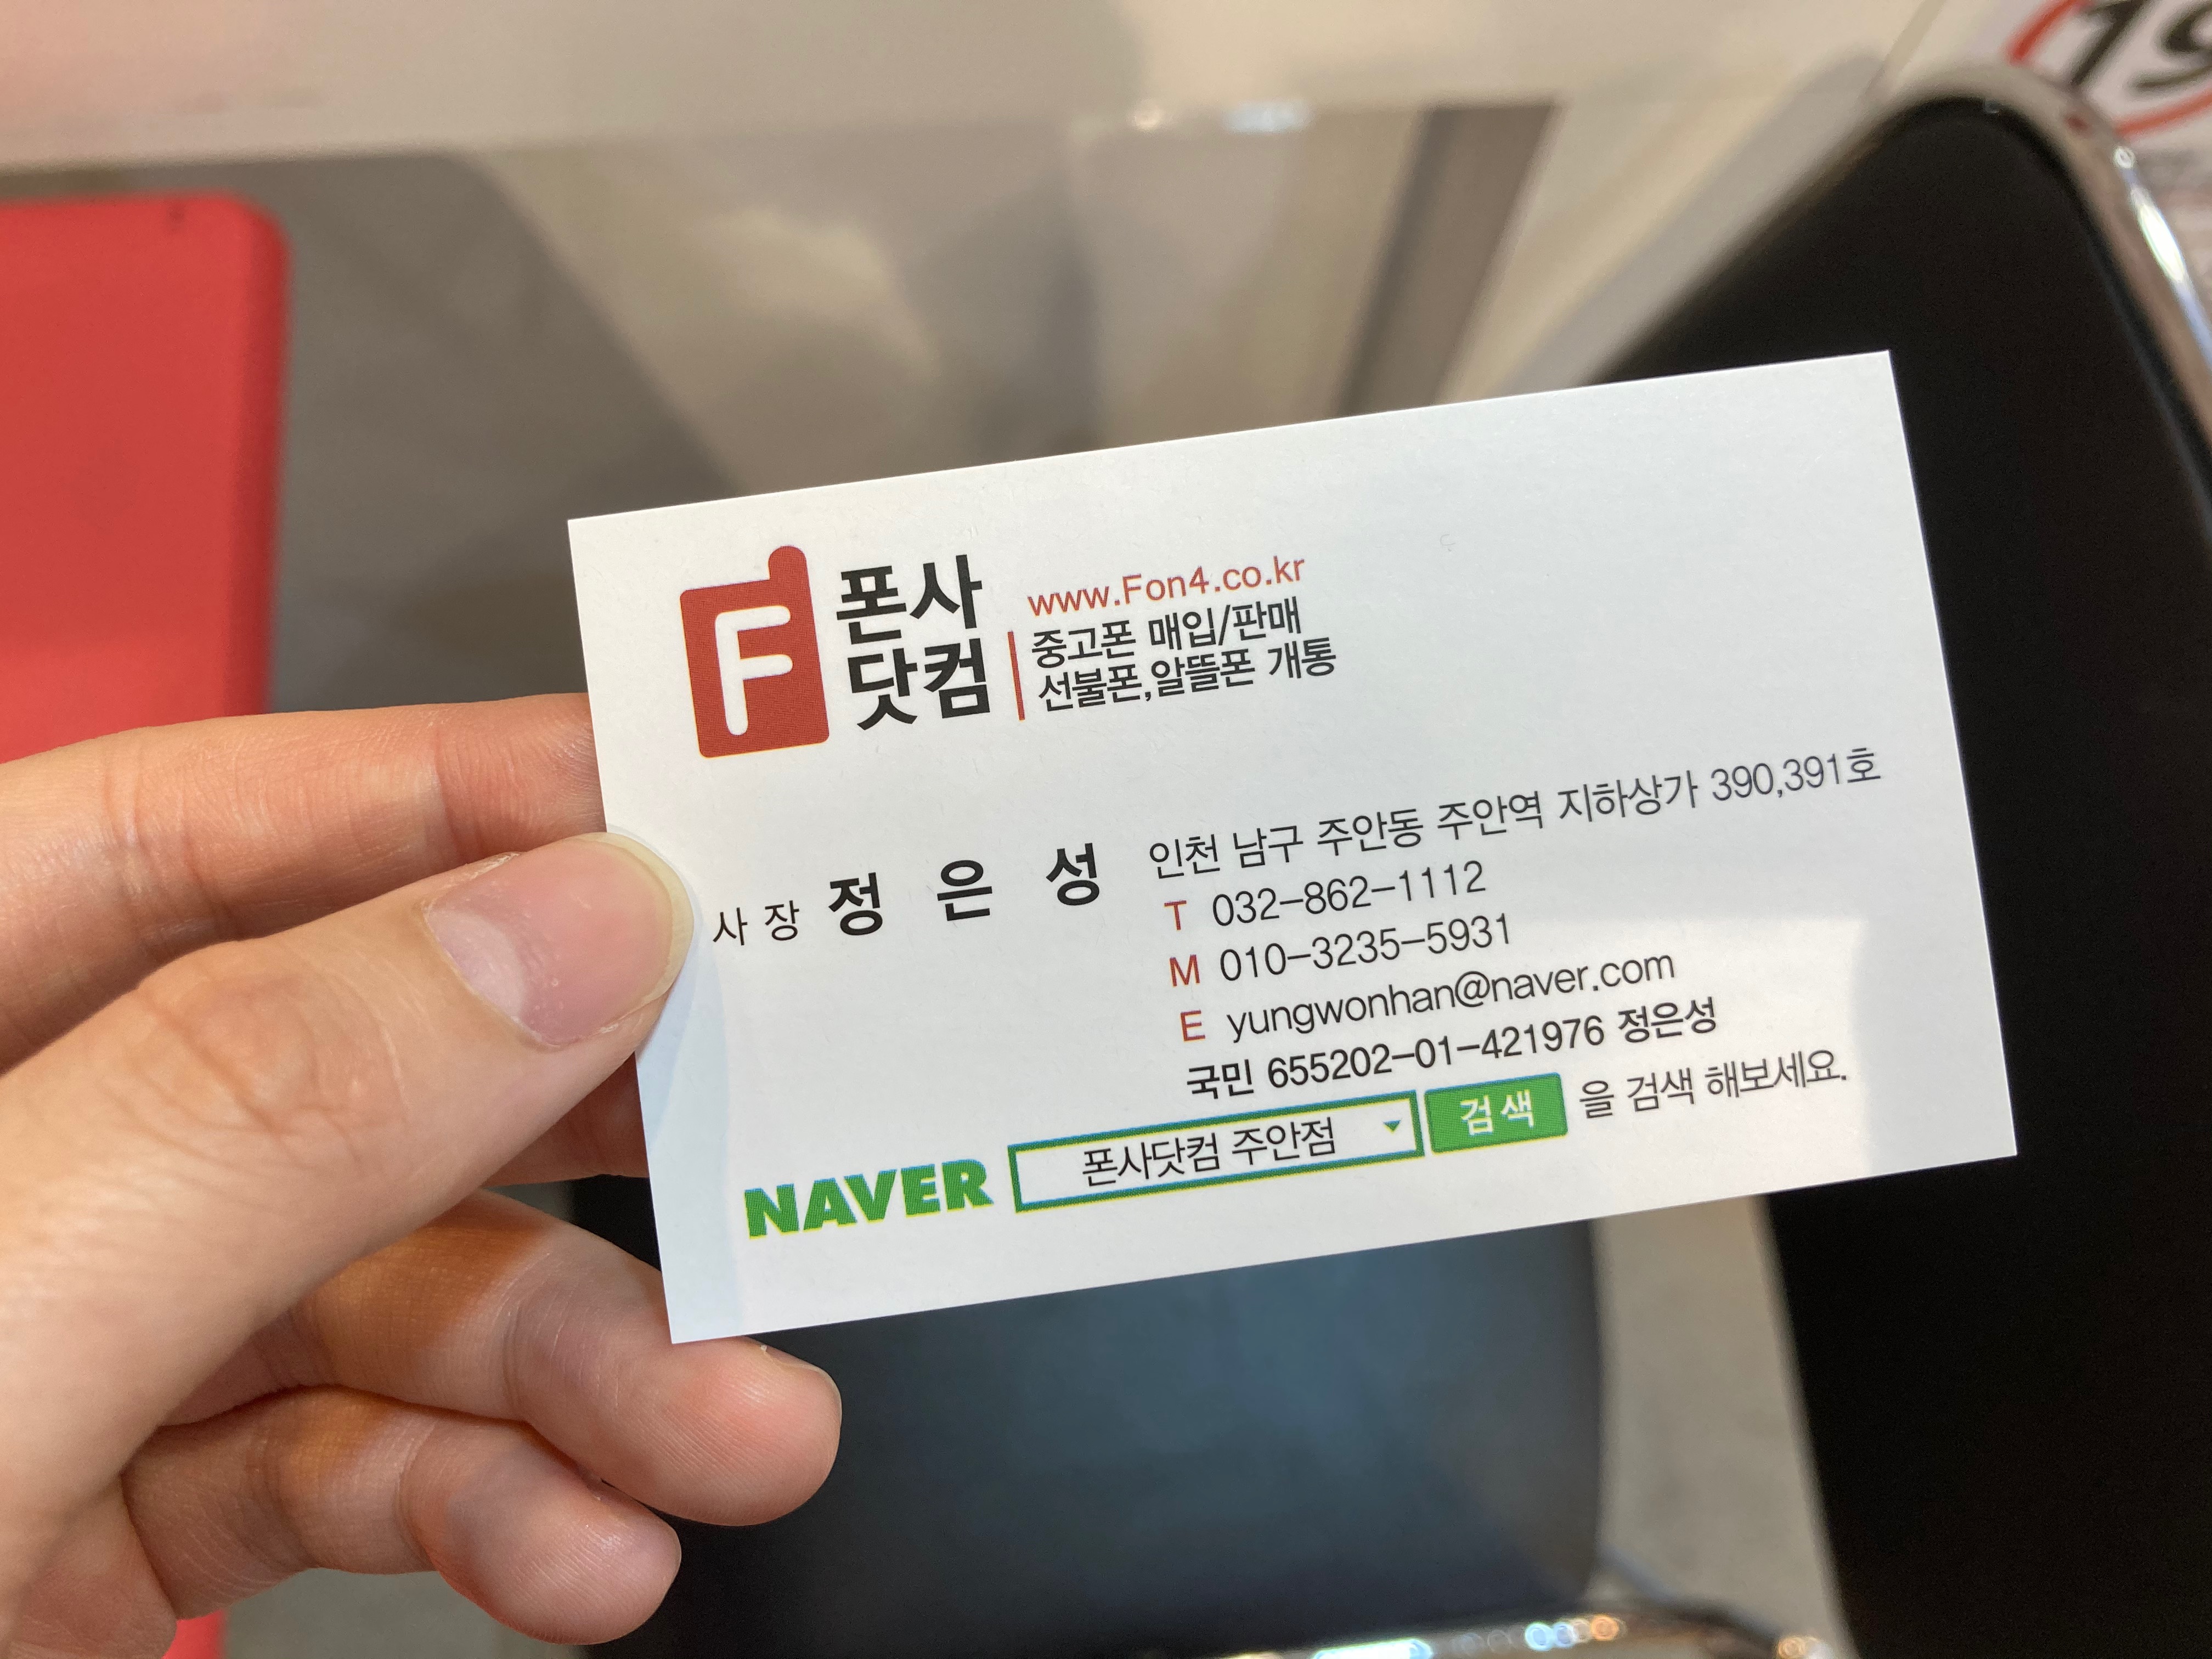 19
F
폰사
닷컴
www.Fon4.co.kr
중고폰 매입/판매
선불폰,알뜰폰 개통
사장 정은성
인천 남구 주안동 주안역 지하상가 390,391호
T 032-862-1112
M 010-3235-5931
E yungwonhan@naver.com
국민 655202-01-421976 정은성
NAVER 폰사닷컴 주안점 검색 을 검색 해보세요.